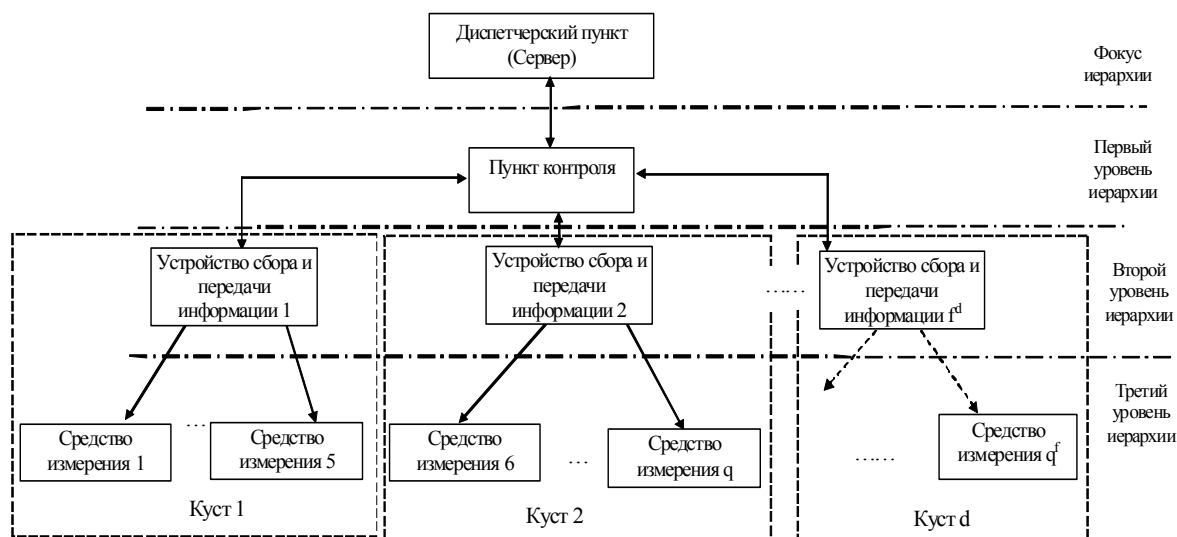 Диспетчерский пункт
(Сервер)
Фокус
иерархии
Пункт контроля
Первый
уровень
иерархии
Устройство сбора и
передачи
информации 1
Устройство сбора и
передачи
информации 2
……
Устройство сбора и
передачи
информации f^d
Второй
уровень
иерархии
Средство
измерения 1
…
Средство
измерения 5
Средство
измерения 6
…
Средство
измерения q
……
Средство
измерения q^f
Третий
уровень
иерархии
Куст 1
Куст 2
Куст d